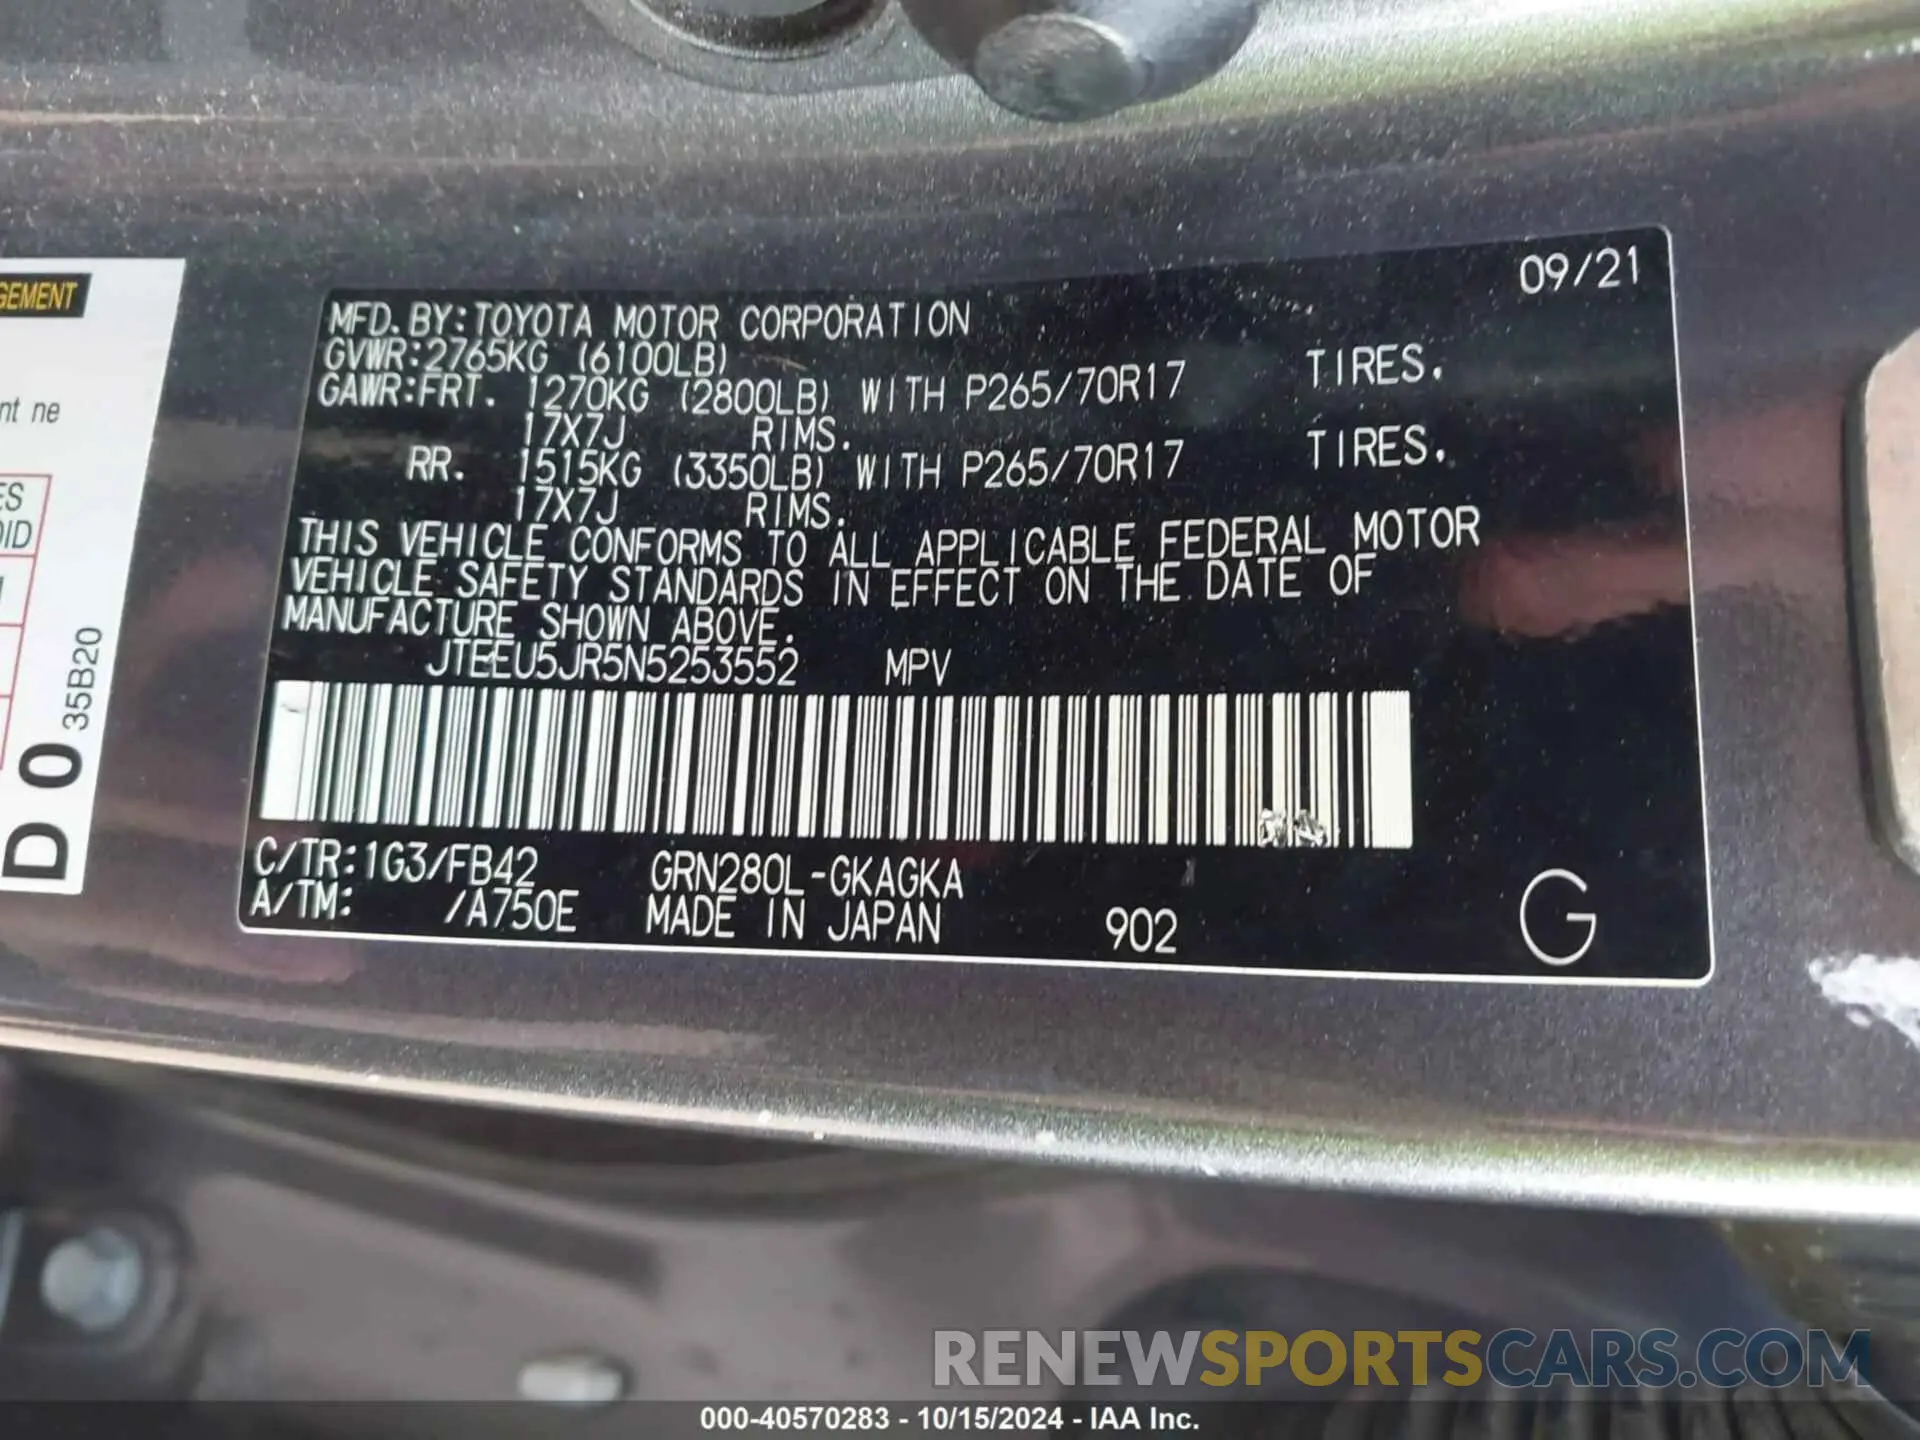 09/21
MFD. BY: TOYOTA MOTOR CORPORATION
GVWR: 2765KG (6100LB)
GAWR: FRT. 1270KG (2800LB) WITH P265/70R17 TIRES.
17X7J RIMS.
RR. 1515KG (3350LB) WITH P265/70R17 TIRES.
17X7J RIMS.
THIS VEHICLE CONFORMS TO ALL APPLICABLE FEDERAL MOTOR
VEHICLE SAFETY STANDARDS IN EFFECT ON THE DATE OF
MANUFACTURE SHOWN ABOVE.
JTEEU5JR5N5253552 MPV
C/TR: 1G3/FB42 GRN280L-GKAGKA
A/TM: /A750E MADE IN JAPAN 902
G
GEMENT
nt ne
ES
OID
35B20
D 0
RENEWSPORTSCARS.COM
000-40570283 - 10/15/2024 - IAA Inc.